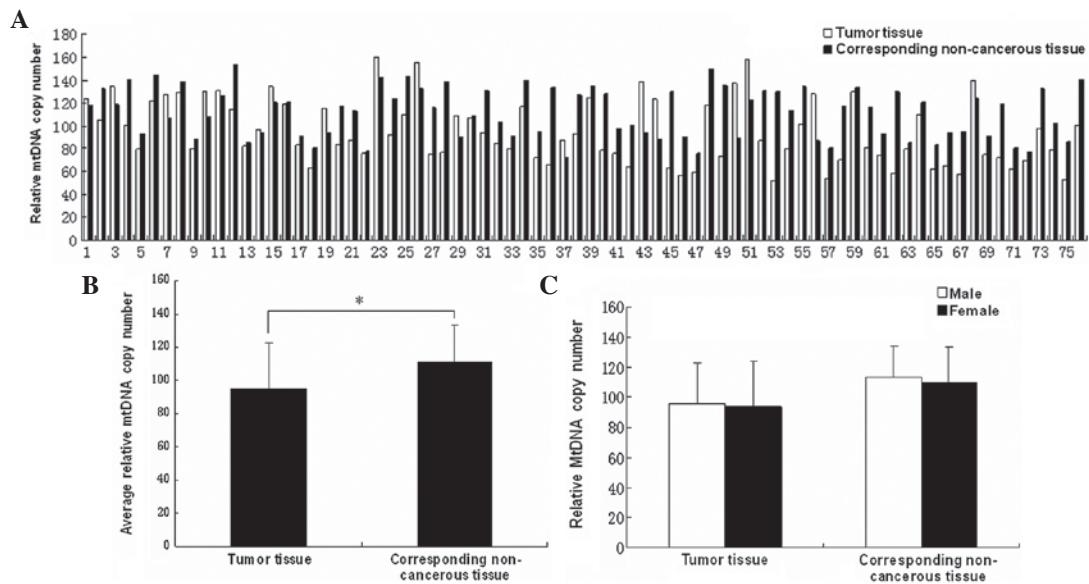 A
Relative mtDNA copy number
180
160
140
120
100
80
60
40
20
0
Tumor tissue
Corresponding non-cancerous tissue
1 3 5 7 9 11 13 15 17 19 21 23 25 27 29 31 33 35 37 39 41 43 45 47 49 51 53 55 57 59 61 63 65 67 69 71 73 75
B
Average relative mtDNA copy number
160
140
120
100
80
60
40
20
0
*
Tumor tissue
Corresponding non-
cancerous tissue
C
Relative MtDNA copy number
160
140
120
100
80
60
40
20
0
Male
Female
Tumor tissue
Corresponding non-
cancerous tissue